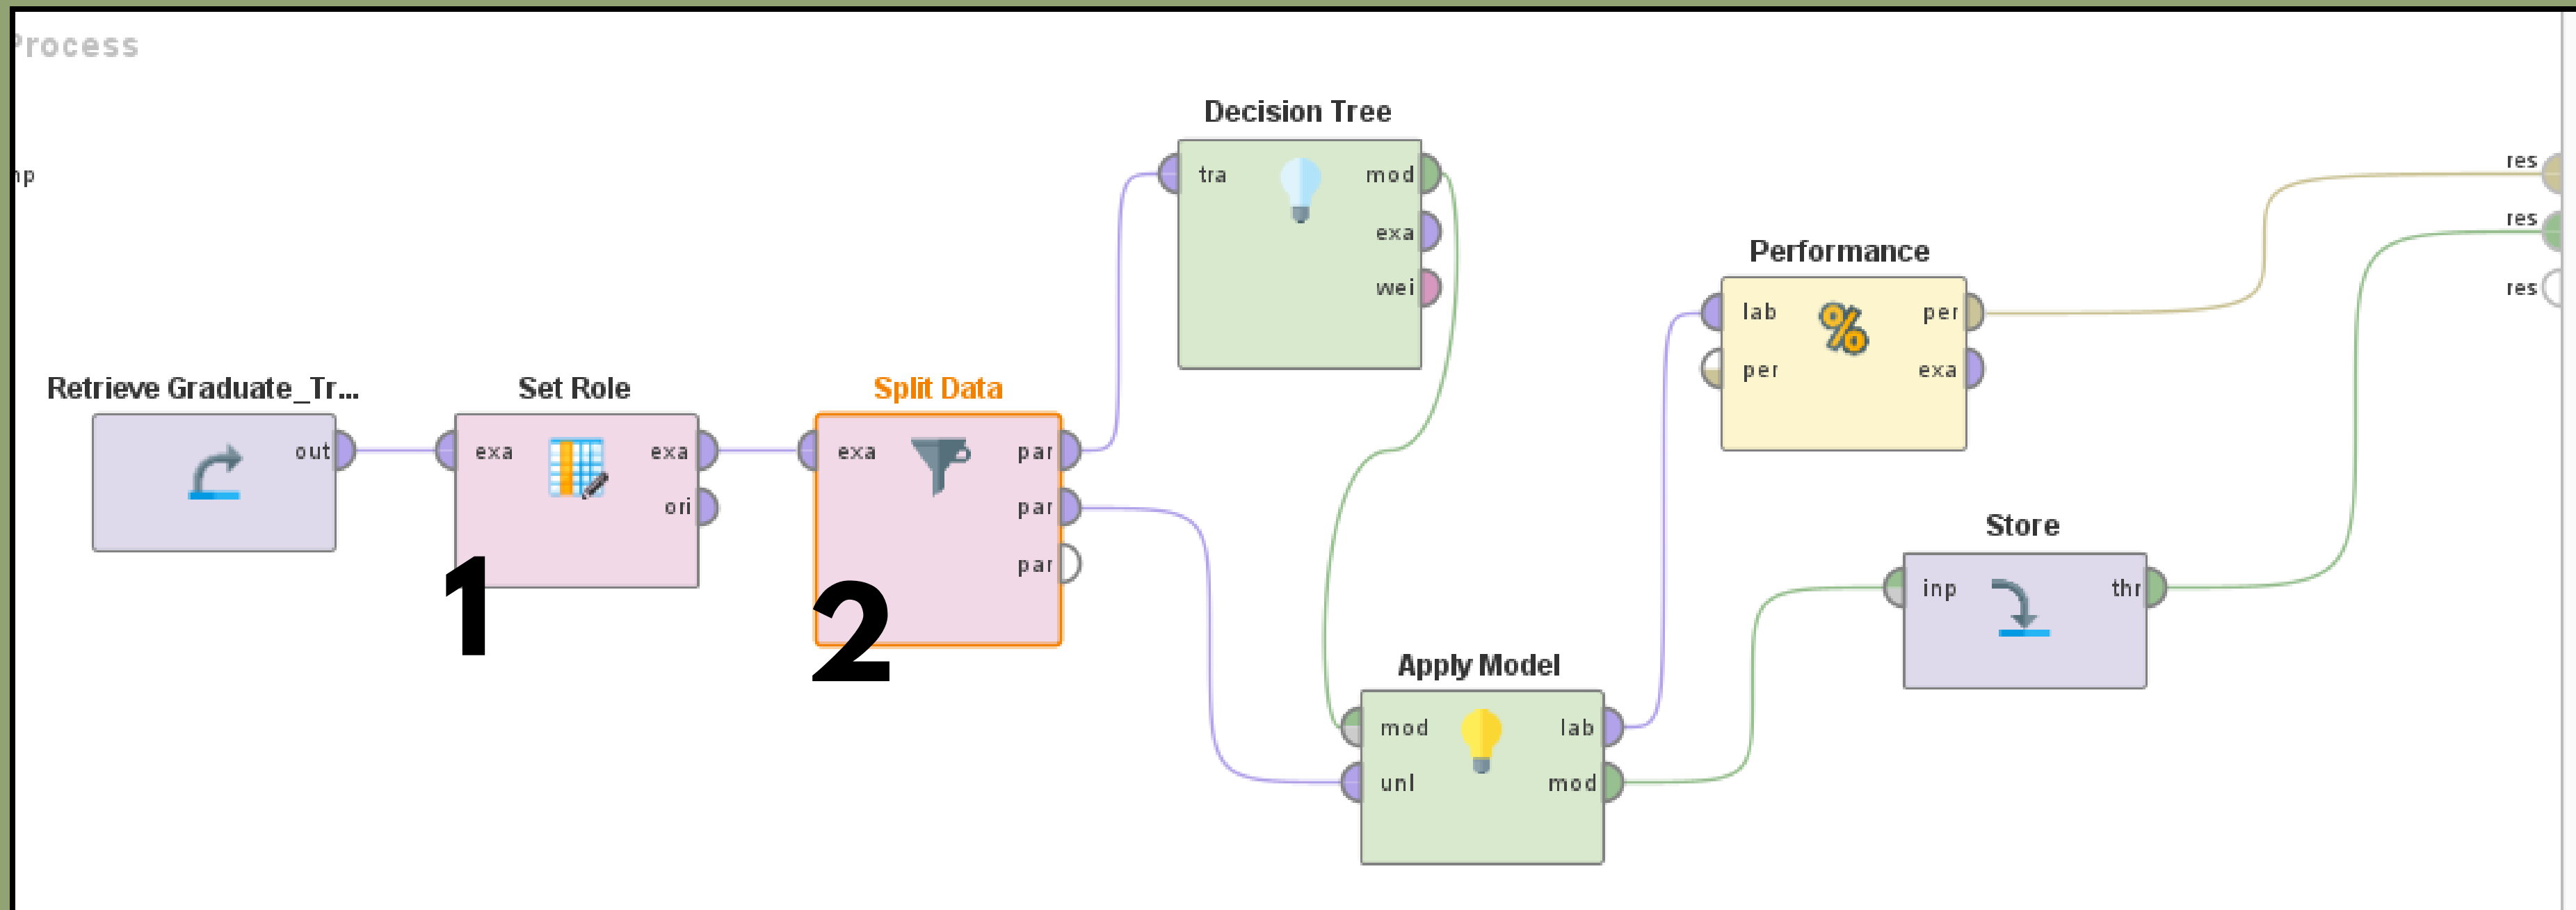 Process
np
Retrieve Graduate_Tr...
out
Set Role
exa
exa
ori
1
Split Data
exa
par
par
par
2
Decision Tree
tra
mod
exa
wei
Apply Model
mod
lab
unl
mod
Performance
lab
per
per
exa
Store
inp
thr
res
res
res